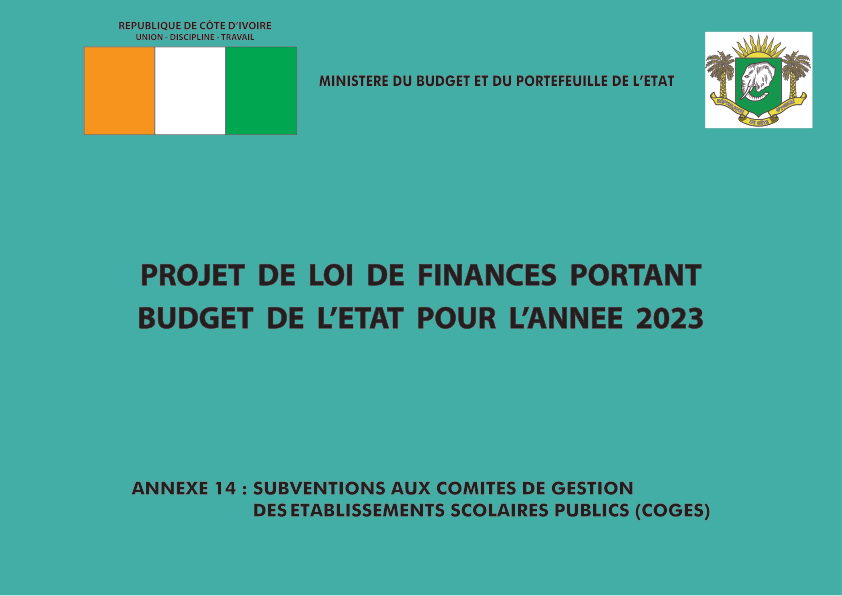 REPUBLIQUE DE CÔTE D'IVOIRE
UNION - DISCIPLINE - TRAVAIL
MINISTERE DU BUDGET ET DU PORTEFEUILLE DE L'ETAT
PROJET DE LOI DE FINANCES PORTANT
BUDGET DE L'ETAT POUR L'ANNEE 2023
ANNEXE 14 : SUBVENTIONS AUX COMITES DE GESTION
DES ETABLISSEMENTS SCOLAIRES PUBLICS (COGES)